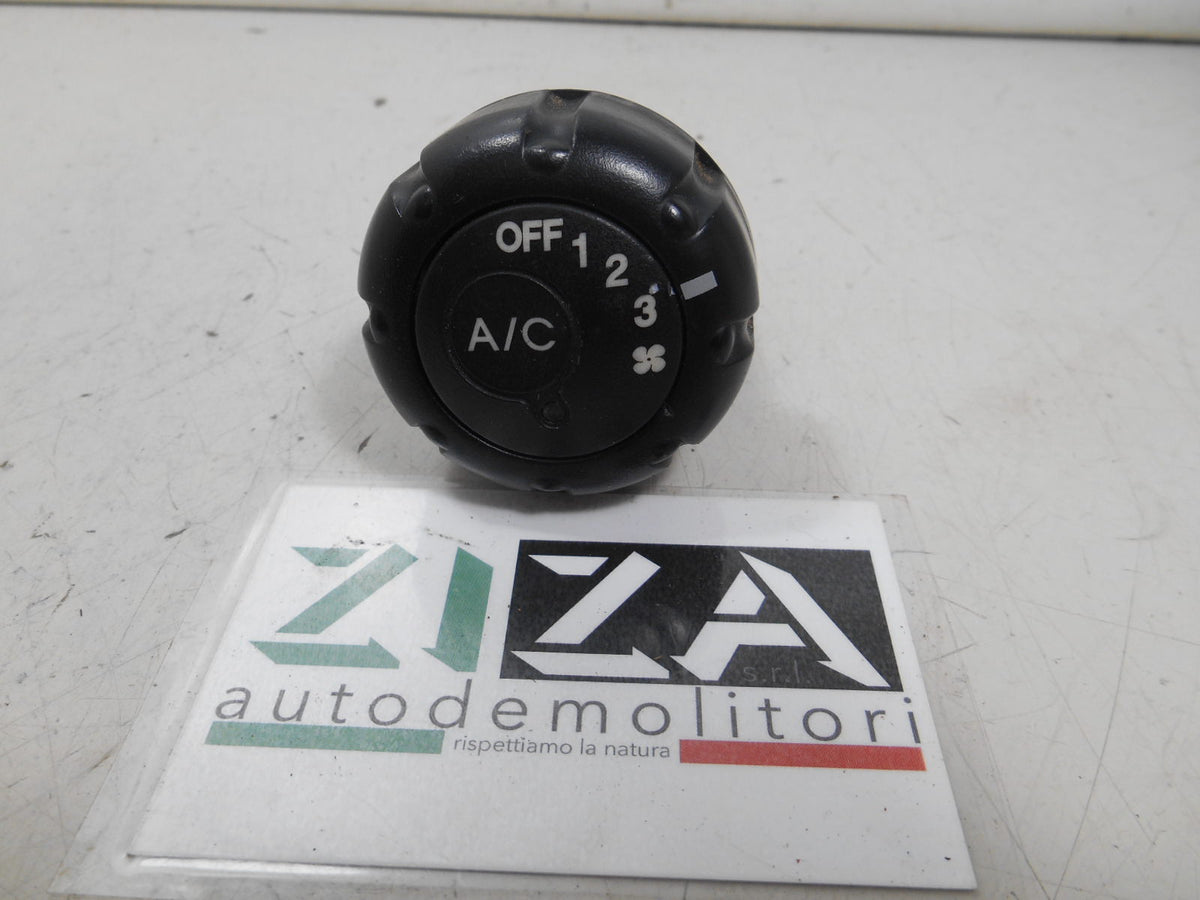 OFF 1 2 3
A/C
ZIZA
s.r.l.
autodemolitori
rispettiamo la natura